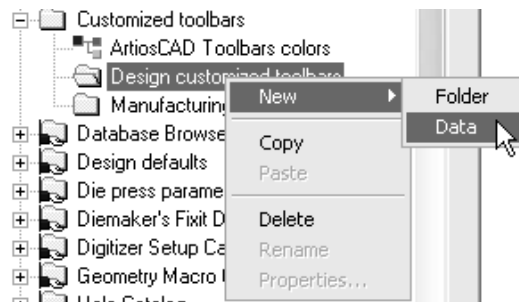 Customized toolbars
ArtiosCAD Toolbars colors
Design customized toolbars
Manufacturing
New
Folder
Data
Database Browse
Copy
Design defaults
Paste
Die press parame
Diemaker's Fixit D
Delete
Digitizer Setup Ca
Rename
Geometry Macro
Properties...